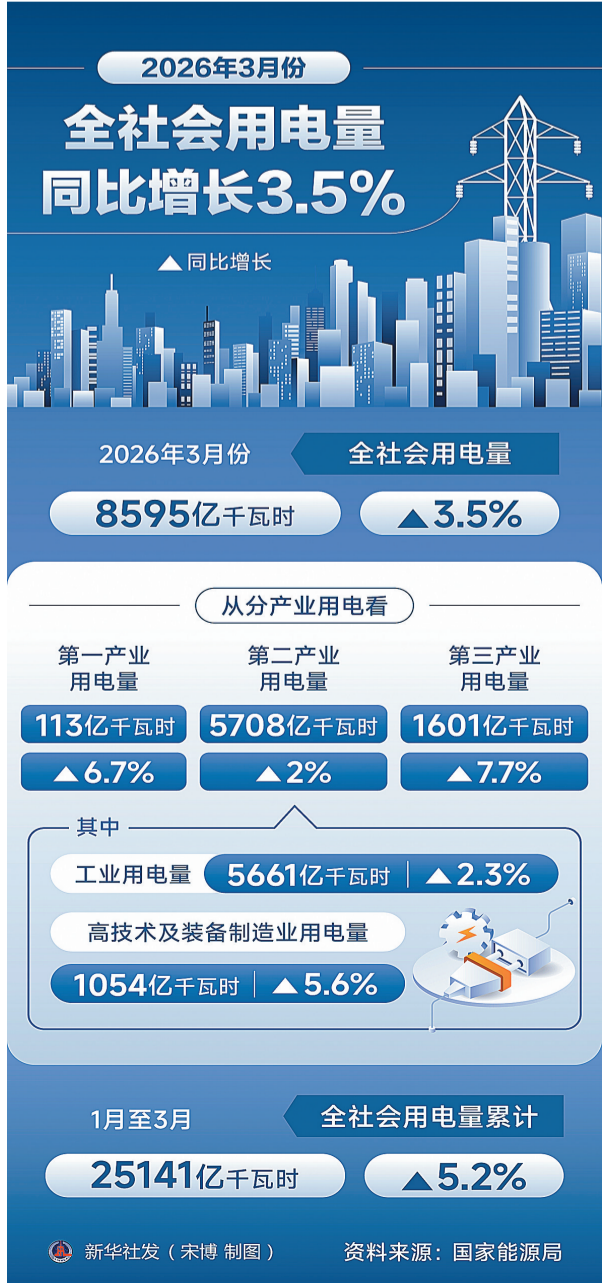 2026年3月份
全社会用电量
同比增长3.5%
▲同比增长
2026年3月份
全社会用电量
8595亿千瓦时
▲3.5%
从分产业用电看
第一产业
用电量
113亿千瓦时
▲6.7%
第二产业
用电量
5708亿千瓦时
▲2%
第三产业
用电量
1601亿千瓦时
▲7.7%
其中
工业用电量
5661亿千瓦时
▲2.3%
高技术及装备制造业用电量
1054亿千瓦时
▲5.6%
1月至3月
全社会用电量累计
25141亿千瓦时
▲5.2%
新华社发（宋博 制图）
资料来源：国家能源局